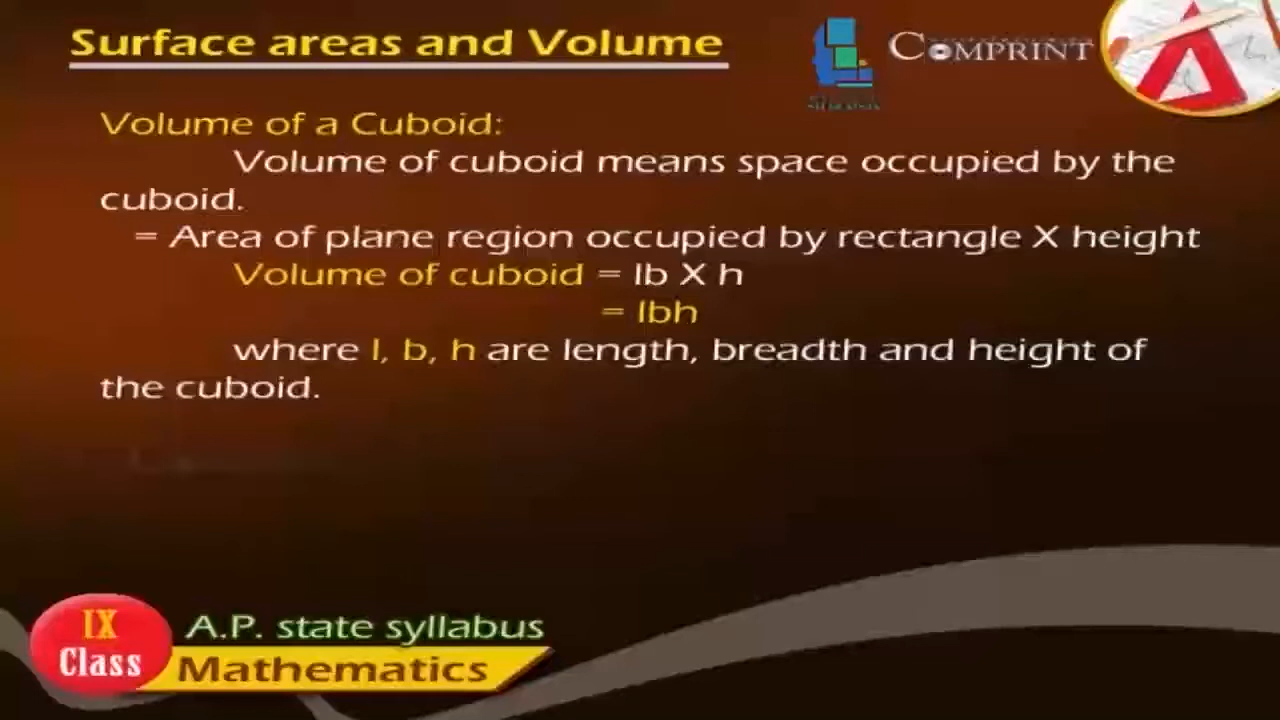 Surface areas and Volume
COMPRINT
Volume of a Cuboid:
Volume of cuboid means space occupied by the
cuboid.
= Area of plane region occupied by rectangle X height
Volume of cuboid = lb X h
= lbh
where l, b, h are length, breadth and height of
the cuboid.
IX
Class
A.P. state syllabus
Mathematics